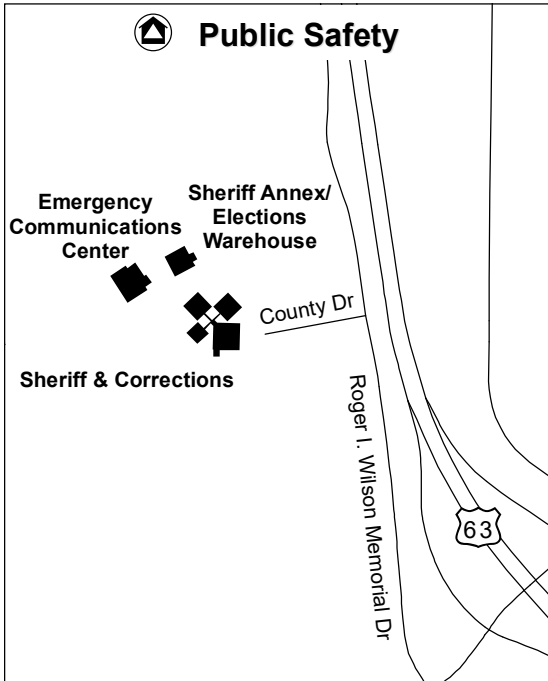 Public Safety
Emergency
Communications
Center
Sheriff Annex/
Elections
Warehouse
County Dr
Sheriff & Corrections
Roger I. Wilson Memorial Dr
63